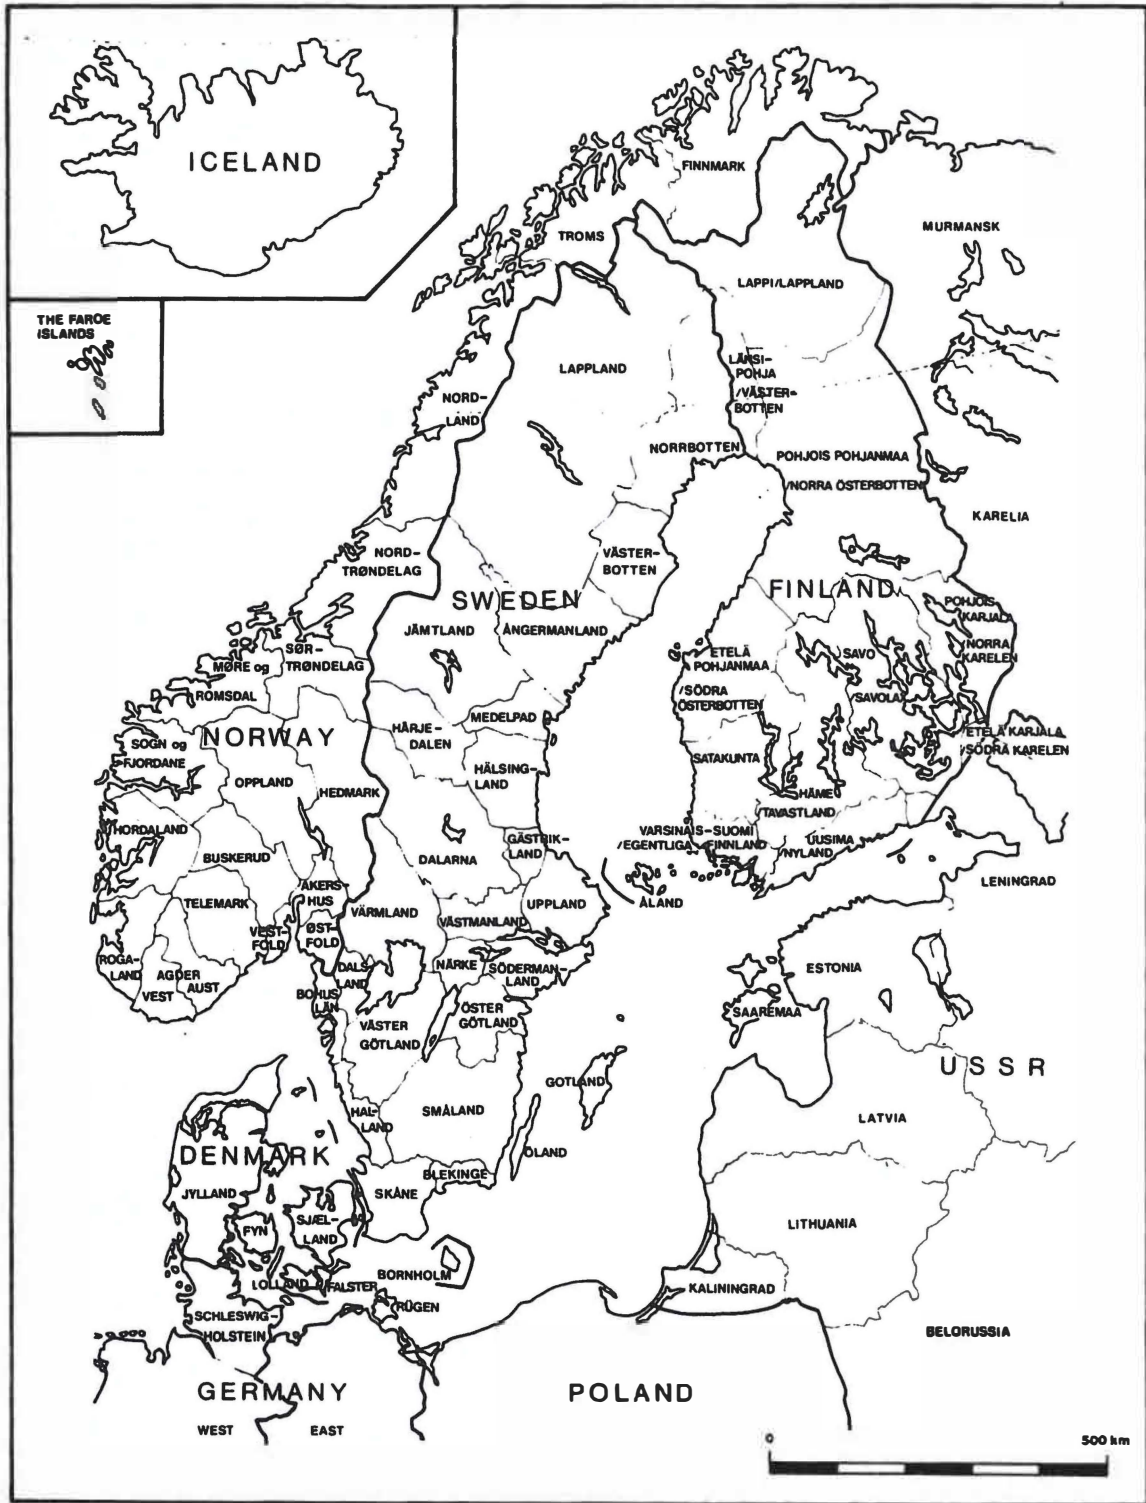 ICELAND
THE FAROE
ISLANDS
FINNMARK
TROMS
MURMANSK
LAPPI/LAPPLAND
LAPPLAND
LÄNSI-
POHJA
/VÄSTER-
BOTTEN
NORD-
LAND
NORRBOTTEN
POHJOIS POHJANMAA
/NORRA ÖSTERBOTTEN
KARELIA
NORD-
TRØNDELAG
VÄSTER-
BOTTEN
SWEDEN
FINLAND
POHJOIS
KARJALA
JÄMTLAND
ÅNGERMANLAND
SØR-
TRØNDELAG
MØRE og
ROMSDAL
ETELÄ
POHJANMAA
SAVO
NORRA
KARELEN
/SÖDRA
ÖSTERBOTTEN
SAVOLAX
MEDELPAD
HÄRJE-
DALEN
ETELÄ KARJALA
/SÖDRA KARELEN
NORWAY
SOGN og
FJORDANE
OPPLAND
HEDMARK
HÄLSING-
LAND
SATAKUNTA
HÄME
/TAVASTLAND
HORDALAND
BUSKERUD
DALARNA
GÄSTRIK-
LAND
VARSINAIS-SUOMI
/EGENTLIGA FINNLAND
UUSIMA
/NYLAND
LENINGRAD
ÅLAND
AKERS-
HUS
TELEMARK
VÄRMLAND
VÄSTMANLAND
UPPLAND
VEST-
FOLD
ØST-
FOLD
ROGA-
LAND
AGDER
VEST
AUST
DALS-
LAND
NÄRKE
SÖDERMAN-
LAND
ESTONIA
BOHUS
LÄN
VÄSTER
GÖTLAND
ÖSTER
GÖTLAND
SAAREMAA
USSR
GOTLAND
HAL-
LAND
SMÅLAND
LATVIA
DENMARK
ÖLAND
BLEKINGE
SKÅNE
JYLLAND
FYN
SJÆL-
LAND
LITHUANIA
BORNHOLM
LOLLAND
FALSTER
RÜGEN
KALININGRAD
SCHLESWIG-
HOLSTEIN
BELORUSSIA
GERMANY
WEST
EAST
POLAND
0
500 km